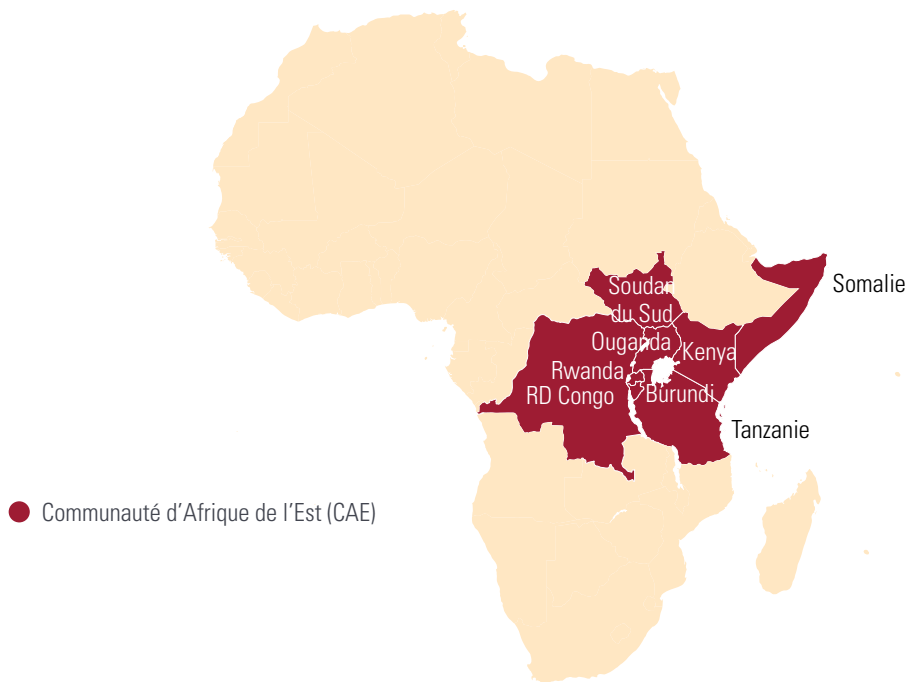 Somalie
Soudan
du Sud
Ouganda
Kenya
Rwanda
RD Congo
Burundi
Tanzanie
Communauté d'Afrique de l'Est (CAE)